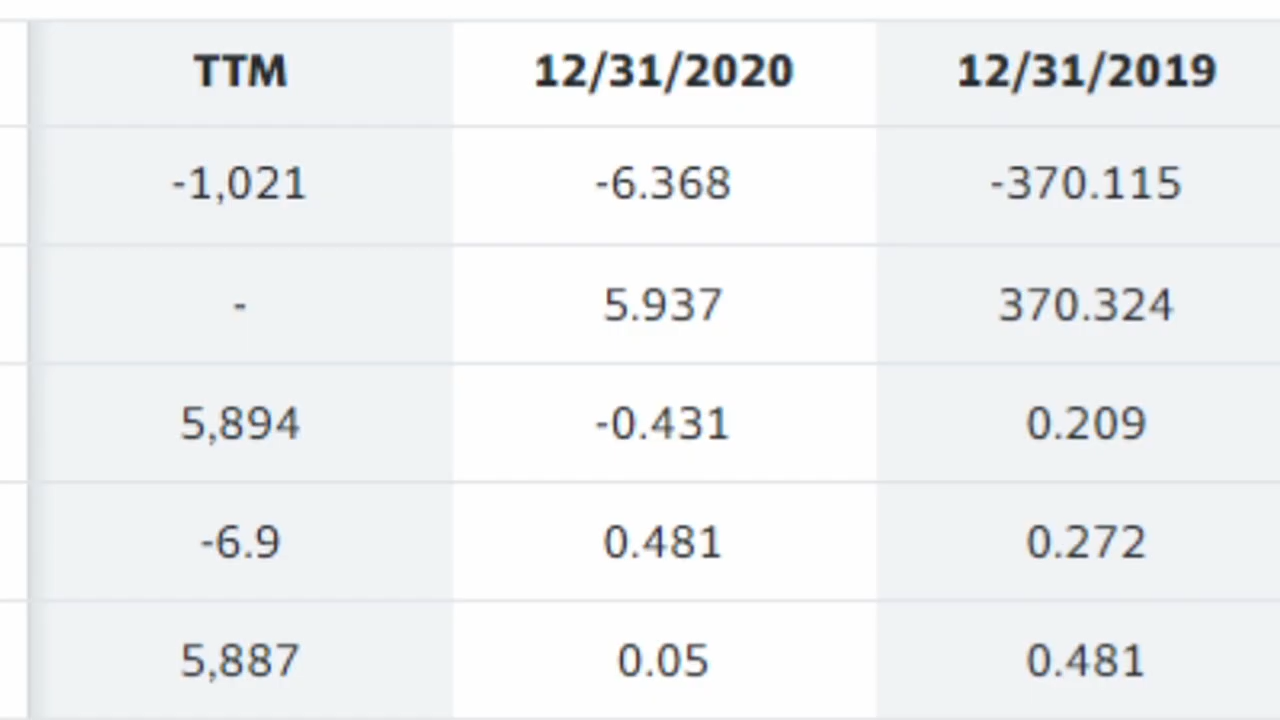 TTM 12/31/2020 12/31/2019
-1,021 -6.368 -370.115
- 5.937 370.324
5,894 -0.431 0.209
-6.9 0.481 0.272
5,887 0.05 0.481